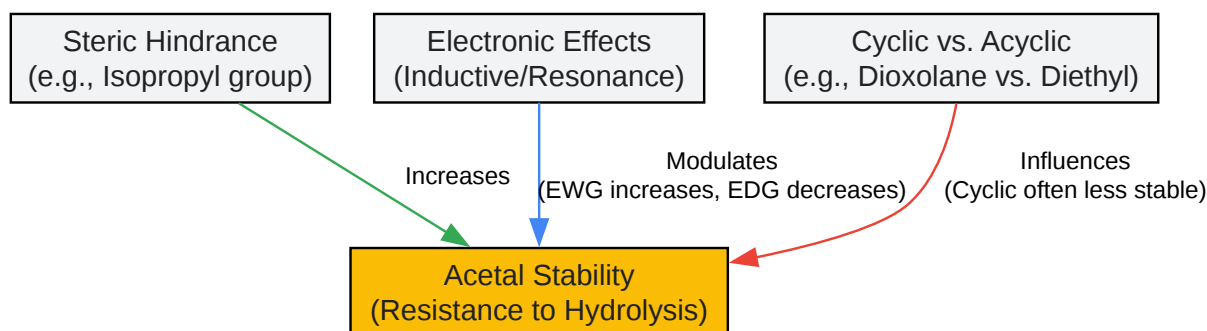 Steric Hindrance
(e.g., Isopropyl group)
Electronic Effects
(Inductive/Resonance)
Cyclic vs. Acyclic
(e.g., Dioxolane vs. Diethyl)
Increases
Modulates
(EWG increases, EDG decreases)
Influences
(Cyclic often less stable)
Acetal Stability
(Resistance to Hydrolysis)